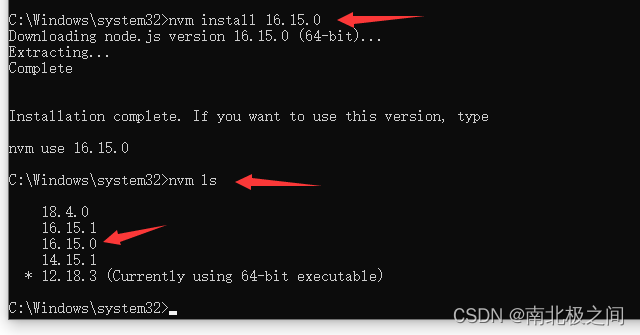 C:\Windows\system32>nvm install 16.15.0
Downloading node.js version 16.15.0 (64-bit)...
Extracting...
Complete
Installation complete. If you want to use this version, type
nvm use 16.15.0
C:\Windows\system32>nvm ls
18.4.0
16.15.1
16.15.0
14.15.1
* 12.18.3 (Currently using 64-bit executable)
C:\Windows\system32>
CSDN @南北极之间